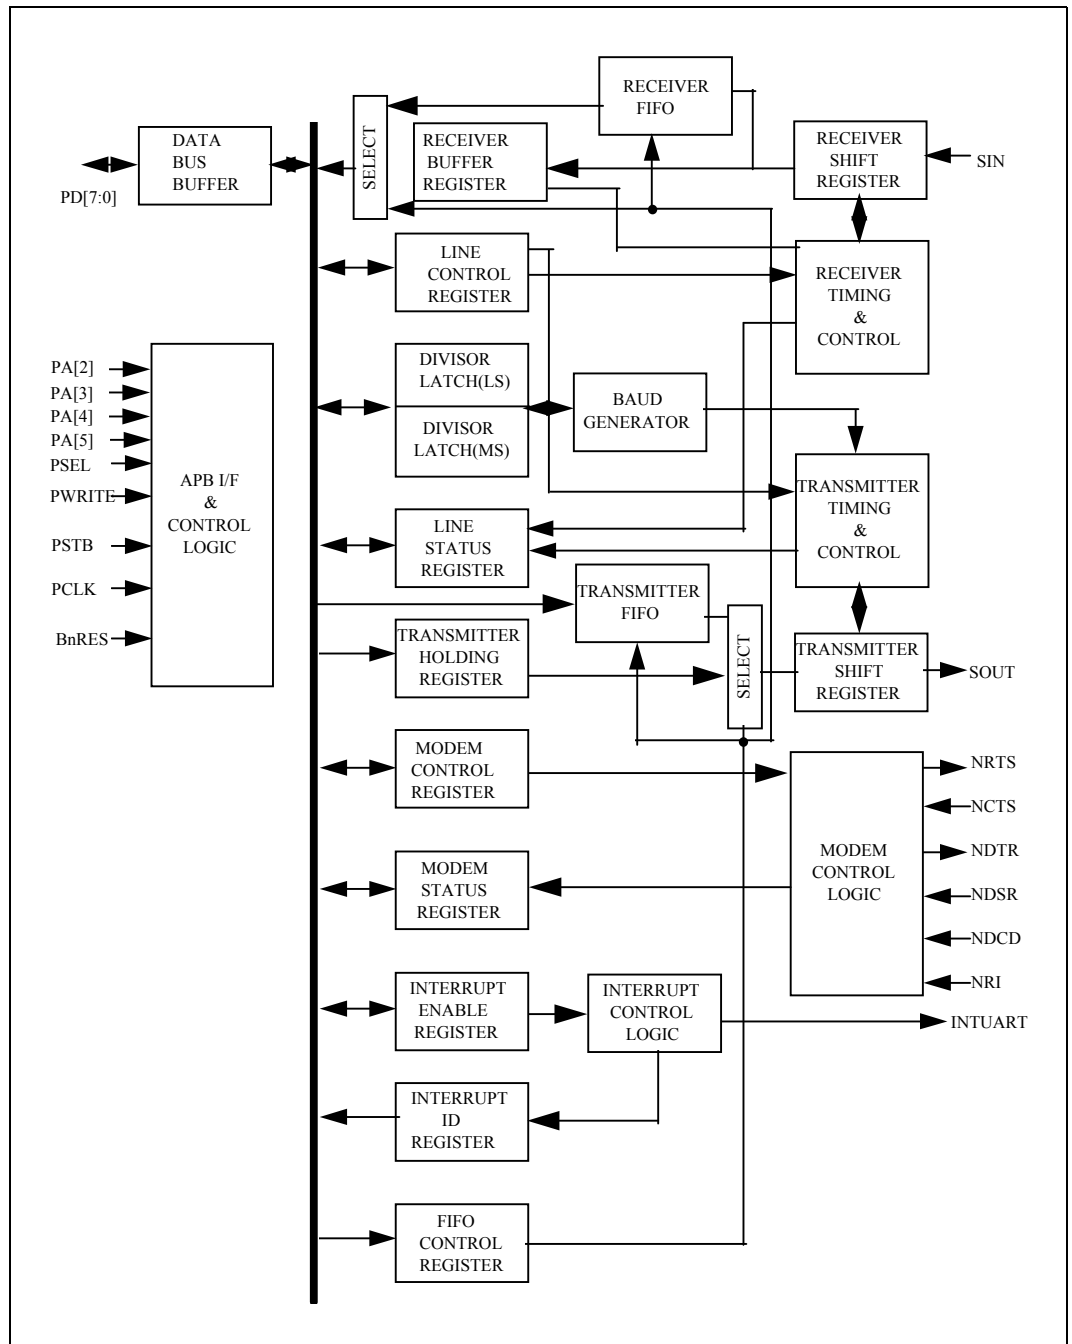 RECEIVER
FIFO
SELECT
DATA
BUS
BUFFER
PD[7:0]
RECEIVER
BUFFER
REGISTER
RECEIVER
SHIFT
REGISTER
SIN
LINE
CONTROL
REGISTER
RECEIVER
TIMING
&
CONTROL
PA[2]
PA[3]
PA[4]
PA[5]
PSEL
PWRITE
PSTB
PCLK
BnRES
APB I/F
&
CONTROL
LOGIC
DIVISOR
LATCH(LS)
DIVISOR
LATCH(MS)
BAUD
GENERATOR
TRANSMITTER
TIMING
&
CONTROL
LINE
STATUS
REGISTER
TRANSMITTER
FIFO
TRANSMITTER
HOLDING
REGISTER
SELECT
TRANSMITTER
SHIFT
REGISTER
SOUT
MODEM
CONTROL
REGISTER
MODEM
CONTROL
LOGIC
NRTS
NCTS
NDTR
NDSR
NDCD
NRI
MODEM
STATUS
REGISTER
INTERRUPT
ENABLE
REGISTER
INTERRUPT
CONTROL
LOGIC
INTUART
INTERRUPT
ID
REGISTER
FIFO
CONTROL
REGISTER